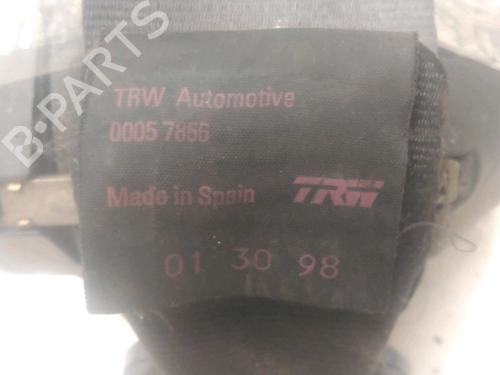 B-PARTS
TRW Automotive
0005 7856
Made in Spain TRW
01 30 98